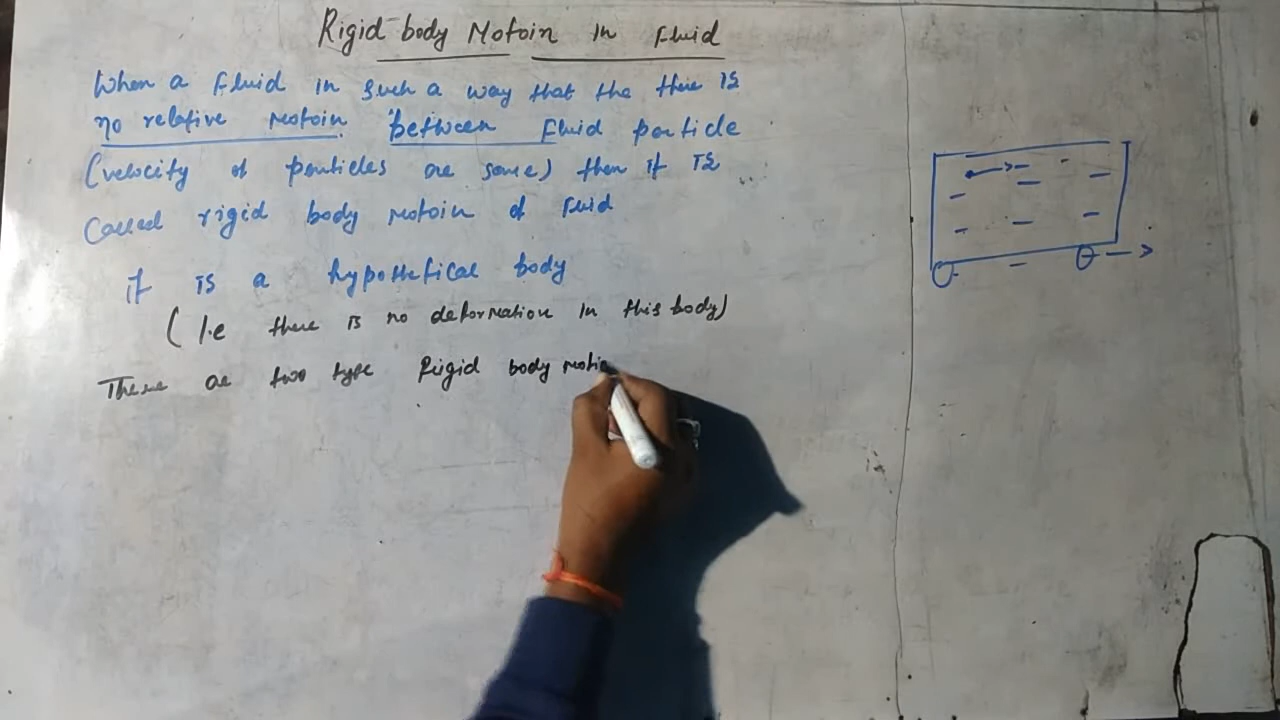 Rigid body Motoin in Fluid
When a Fluid in such a way that the there is
no relative motoin between Fluid particle
(velocity of particles are same) then it is
Called rigid body motoin of Fluid
it is a hypothetical body
(i.e there is no deformation in this body)
There are two type Rigid body motio